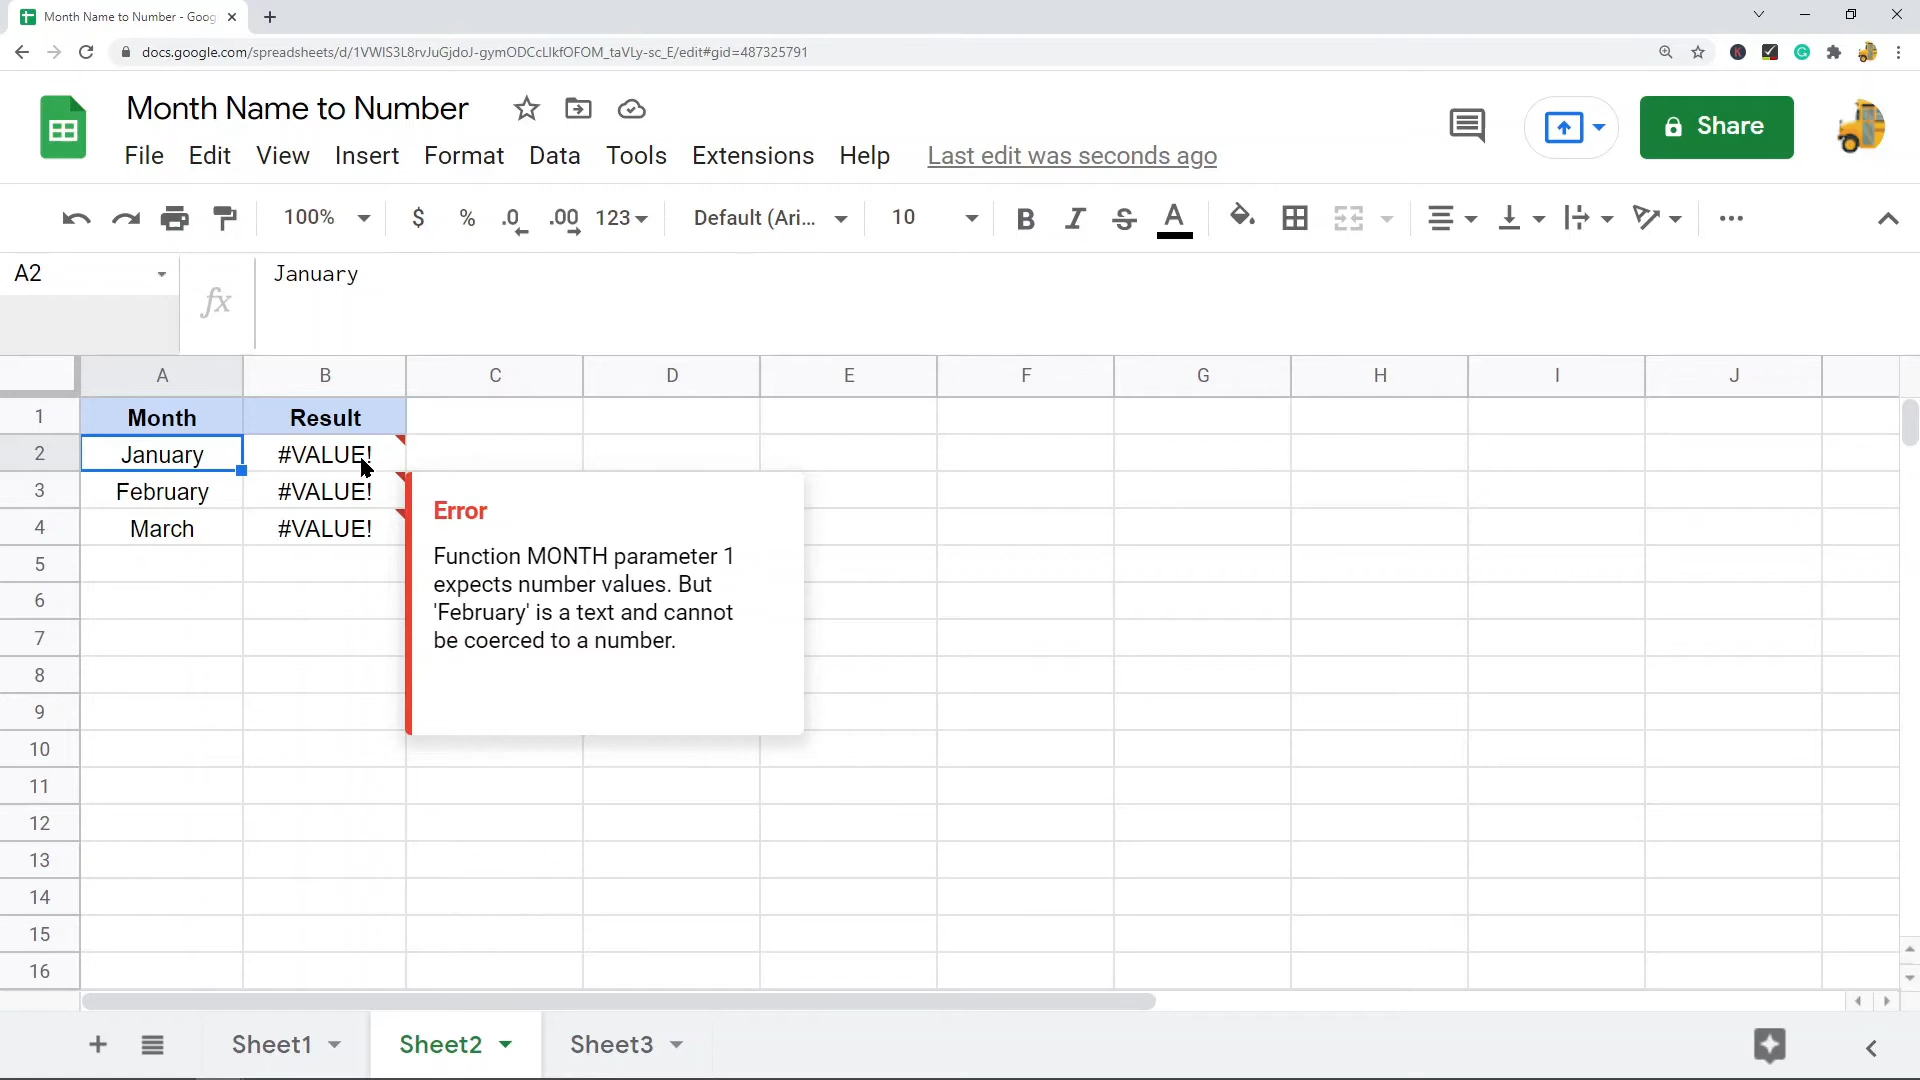 Month Name to Number - Goog
docs.google.com/spreadsheets/d/1VWIS3L8rvJuGjdoJ-gymODCcLlkfOFOM_taVLy-sc_E/edit#gid=487325791
Month Name to Number
Share
File Edit View Insert Format Data Tools Extensions Help Last edit was seconds ago
100% $ % .0 .00 123 Default (Ari... 10 B I S A
A2 fx January
A B C D E F G H I J
1 Month Result
2 January #VALUE!
3 February #VALUE!
4 March #VALUE!
Error
Function MONTH parameter 1
expects number values. But
'February' is a text and cannot
be coerced to a number.
5
6
7
8
9
10
11
12
13
14
15
16
Sheet1 Sheet2 Sheet3